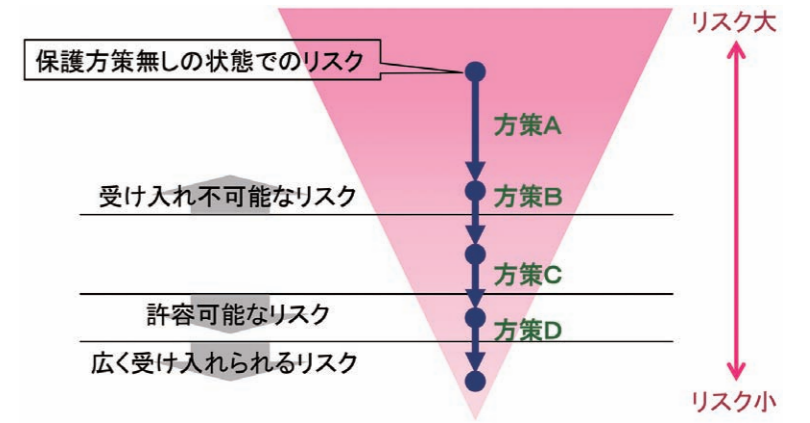 リスク大
保護方策無しの状態でのリスク
方策A
受け入れ不可能なリスク
方策B
方策C
許容可能なリスク
方策D
広く受け入れられるリスク
リスク小